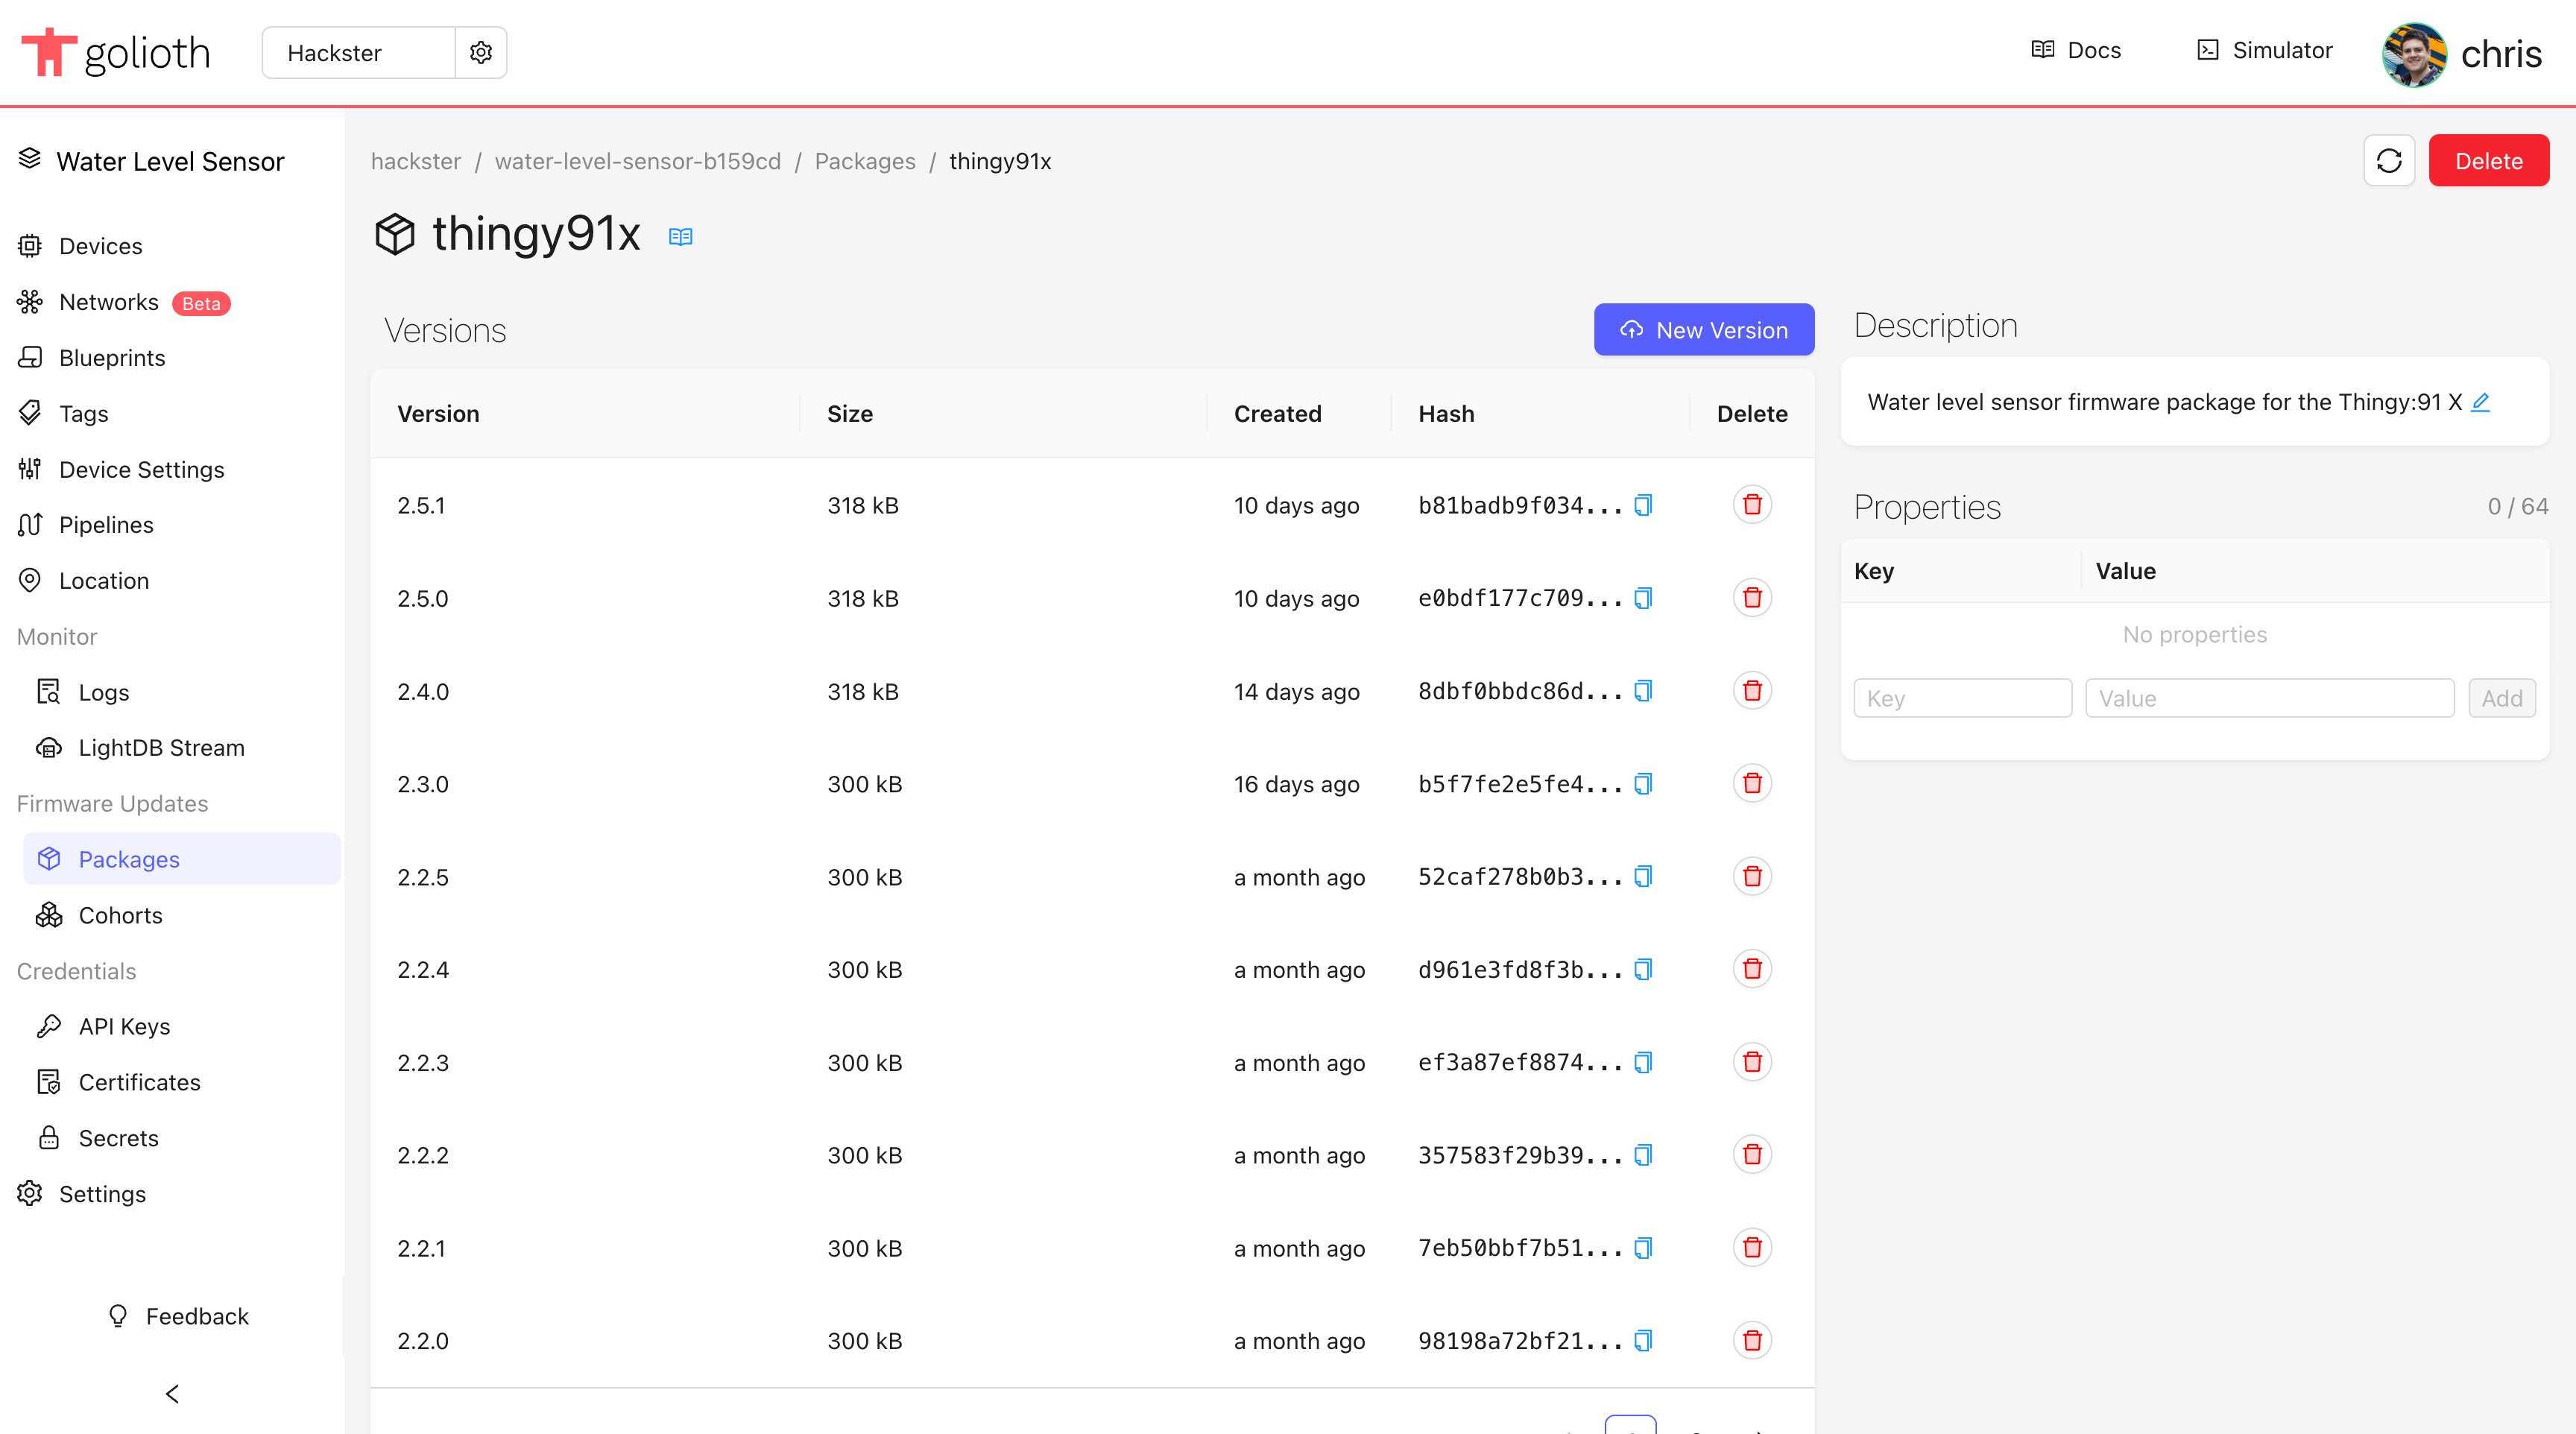 golioth
Hackster
Docs
Simulator
chris
Water Level Sensor
Devices
Networks Beta
Blueprints
Tags
Device Settings
Pipelines
Location
Monitor
Logs
LightDB Stream
Firmware Updates
Packages
Cohorts
Credentials
API Keys
Certificates
Secrets
Settings
Feedback
hackster / water-level-sensor-b159cd / Packages / thingy91x
Delete
thingy91x
Versions
New Version
Version Size Created Hash Delete
2.5.1 318 kB 10 days ago b81badb9f034...
2.5.0 318 kB 10 days ago e0bdf177c709...
2.4.0 318 kB 14 days ago 8dbf0bbdc86d...
2.3.0 300 kB 16 days ago b5f7fe2e5fe4...
2.2.5 300 kB a month ago 52caf278b0b3...
2.2.4 300 kB a month ago d961e3fd8f3b...
2.2.3 300 kB a month ago ef3a87ef8874...
2.2.2 300 kB a month ago 357583f29b39...
2.2.1 300 kB a month ago 7eb50bbf7b51...
2.2.0 300 kB a month ago 98198a72bf21...
Description
Water level sensor firmware package for the Thingy:91 X
Properties 0 / 64
Key Value
No properties
Key Value Add